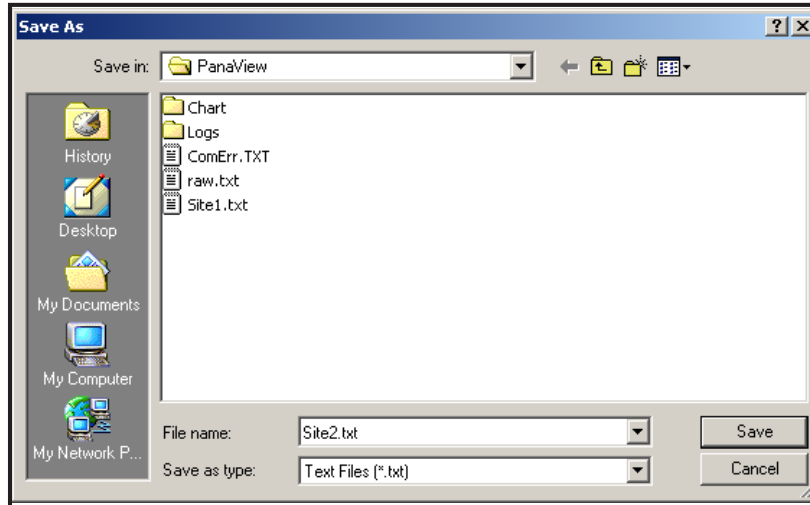 Save As
Save in: PanaView
History
Desktop
My Documents
My Computer
My Network P...
Chart
Logs
ComErr.TXT
raw.txt
Site1.txt
File name: Site2.txt Save
Save as type: Text Files (*.txt) Cancel